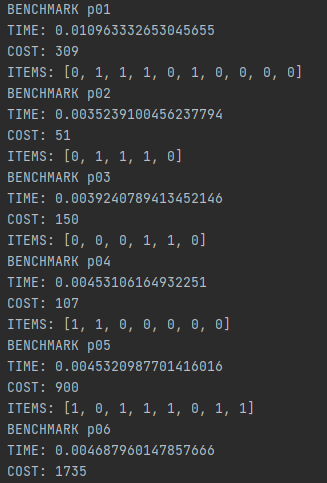 BENCHMARK p01
TIME: 0.010963332653045655
COST: 309
ITEMS: [0, 1, 1, 1, 0, 1, 0, 0, 0, 0]
BENCHMARK p02
TIME: 0.0035239100456237794
COST: 51
ITEMS: [0, 1, 1, 1, 0]
BENCHMARK p03
TIME: 0.0039240789413452146
COST: 150
ITEMS: [0, 0, 0, 1, 1, 0]
BENCHMARK p04
TIME: 0.00453106164932251
COST: 107
ITEMS: [1, 1, 0, 0, 0, 0, 0]
BENCHMARK p05
TIME: 0.0045320987701416016
COST: 900
ITEMS: [1, 0, 1, 1, 1, 0, 1, 1]
BENCHMARK p06
TIME: 0.004687960147857666
COST: 1735